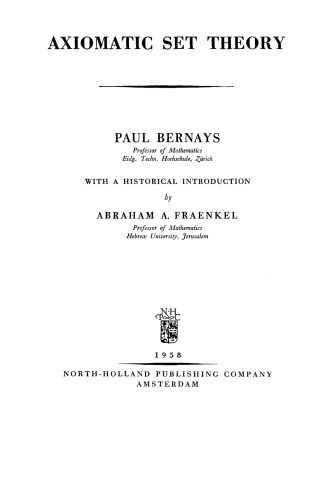 AXIOMATIC SET THEORY
PAUL BERNAYS
Professor of Mathematics
Eidg. Techn. Hochschule, Zürich
WITH A HISTORICAL INTRODUCTION
by
ABRAHAM A. FRAENKEL
Professor of Mathematics
Hebrew University, Jerusalem
N·H
1958
NORTH-HOLLAND PUBLISHING COMPANY
AMSTERDAM